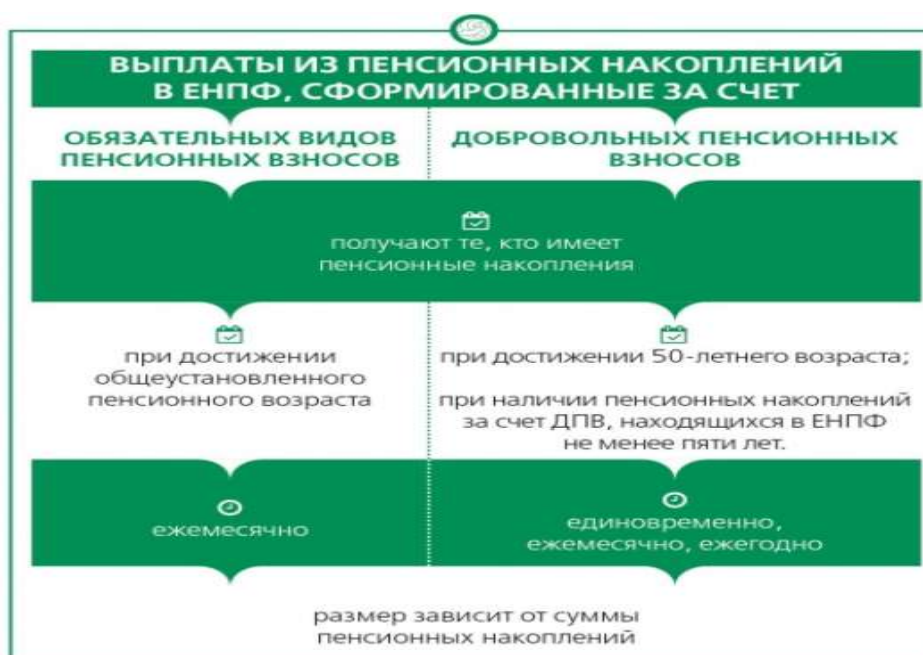 ВЫПЛАТЫ ИЗ ПЕНСИОННЫХ НАКОПЛЕНИЙ
В ЕНПФ, СФОРМИРОВАННЫЕ ЗА СЧЕТ
ОБЯЗАТЕЛЬНЫХ ВИДОВ
ПЕНСИОННЫХ ВЗНОСОВ
ДОБРОВОЛЬНЫХ ПЕНСИОННЫХ
ВЗНОСОВ
получают те, кто имеет
пенсионные накопления
при достижении
общеустановленного
пенсионного возраста
при достижении 50-летнего возраста;
при наличии пенсионных накоплений
за счет ДПВ, находящихся в ЕНПФ
не менее пяти лет.
ежемесячно
единовременно,
ежемесячно, ежегодно
размер зависит от суммы
пенсионных накоплений